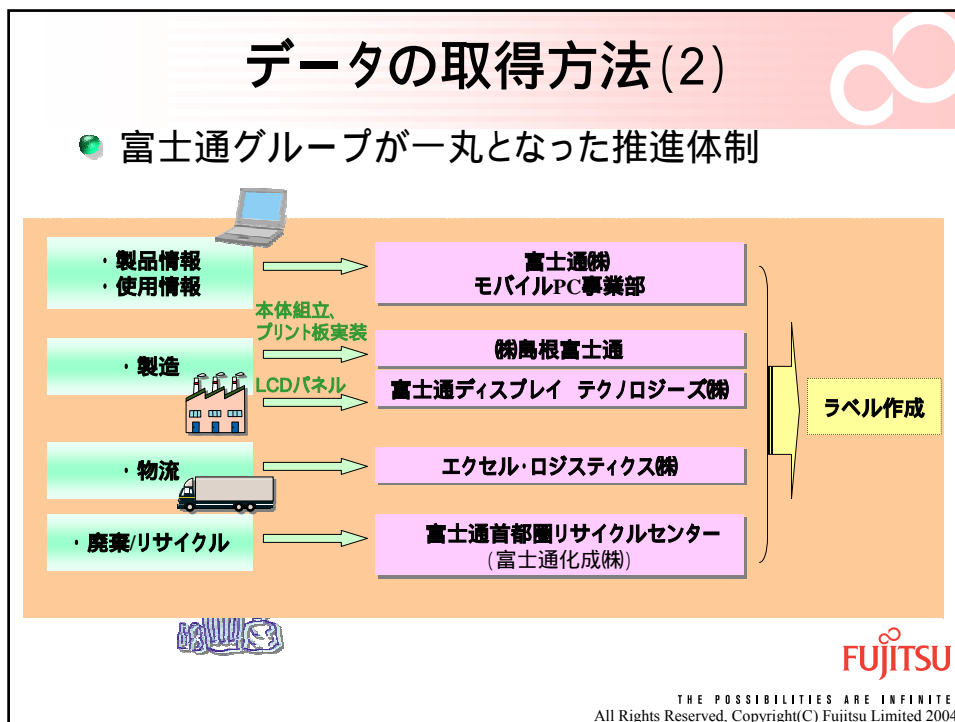 データの取得方法(2)
富士通グループが一丸となった推進体制
・製品情報
・使用情報
富士通㈱
モバイルPC事業部
本体組立、
プリント板実装
・製造
㈱島根富士通
LCDパネル
富士通ディスプレイ テクノロジーズ㈱
ラベル作成
・物流
エクセル・ロジスティクス㈱
・廃棄/リサイクル
富士通首都圏リサイクルセンター
(富士通化成㈱)
FUJITSU
THE POSSIBILITIES ARE INFINITE
All Rights Reserved, Copyright(C) Fujitsu Limited 2004